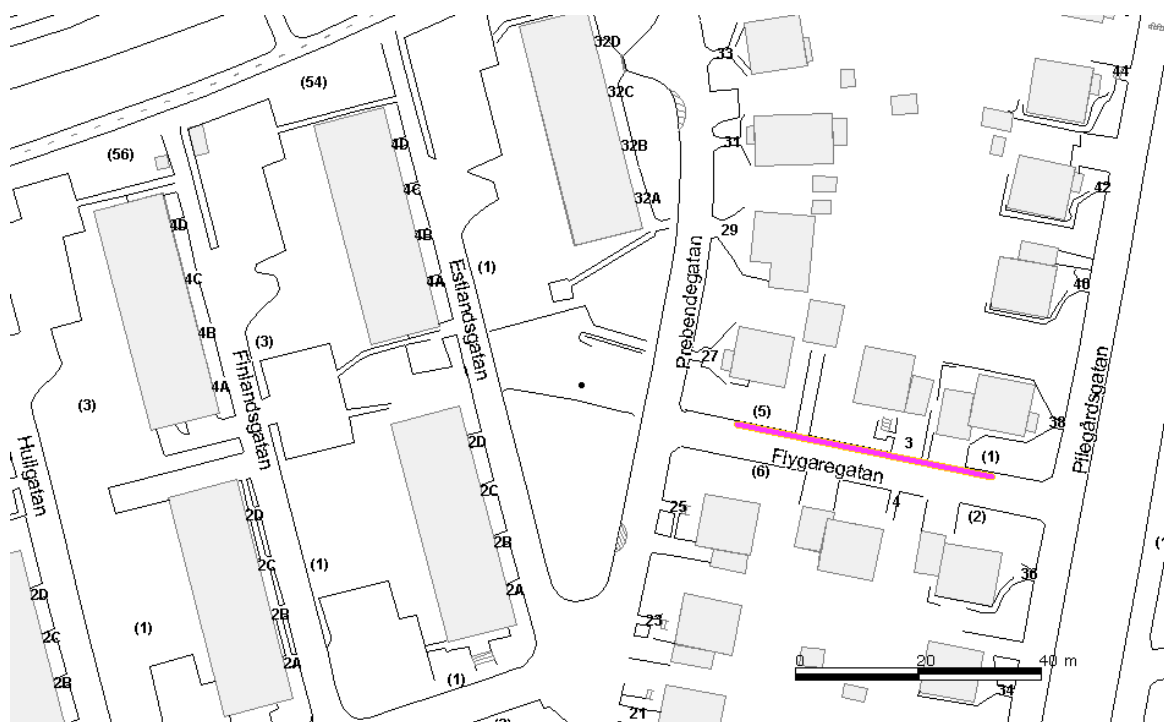 32D
33
44
(54)
32C
4D
32B
31
(56)
4C
32A
42
4D
4B
29
(1)
4C
4A
40
Estlandsgatan
Prebendegatan
4B
(3)
27
Finlandsgatan
4A
(3)
(5)
38
Pilegårdsgatan
2D
3
(1)
Hullgatan
Flygaregatan
(6)
2C
4
25
(2)
2D
2B
2C
(1)
36
2A
2D
2B
23
(1)
2C
2A
0 20 40 m
(1)
2B
34
21